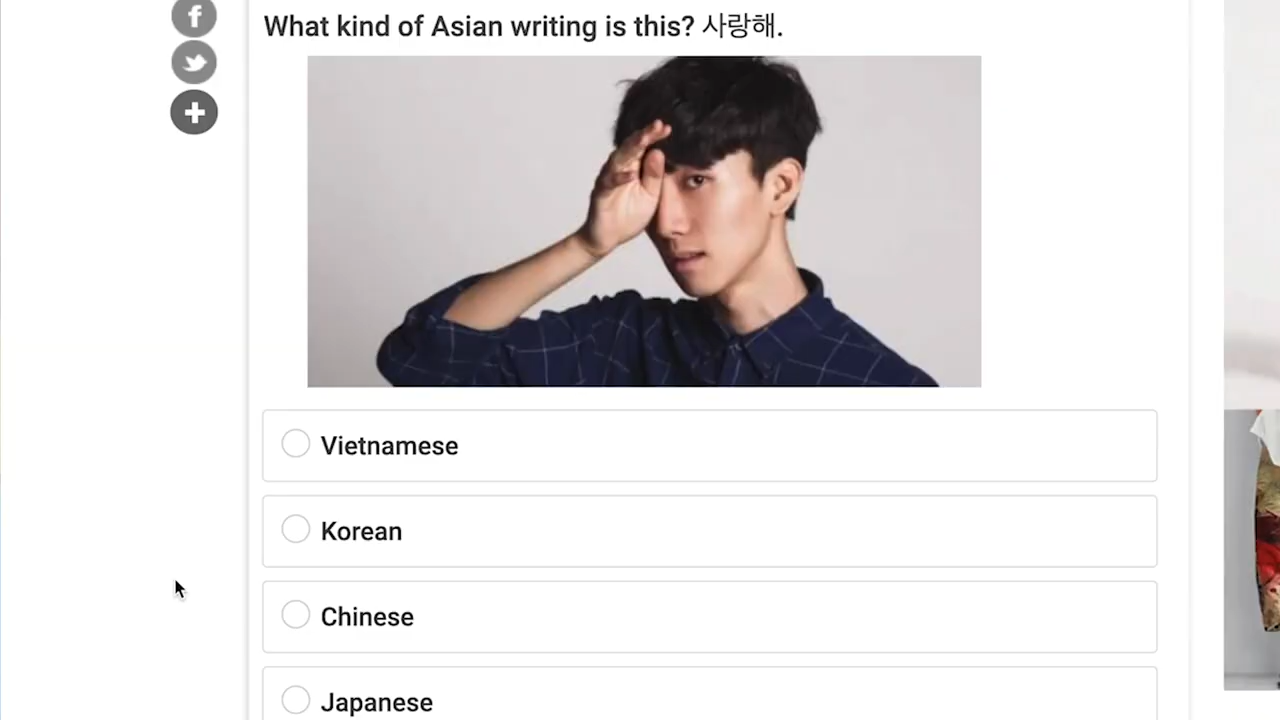 What kind of Asian writing is this? 사랑해.
Vietnamese
Korean
Chinese
Japanese